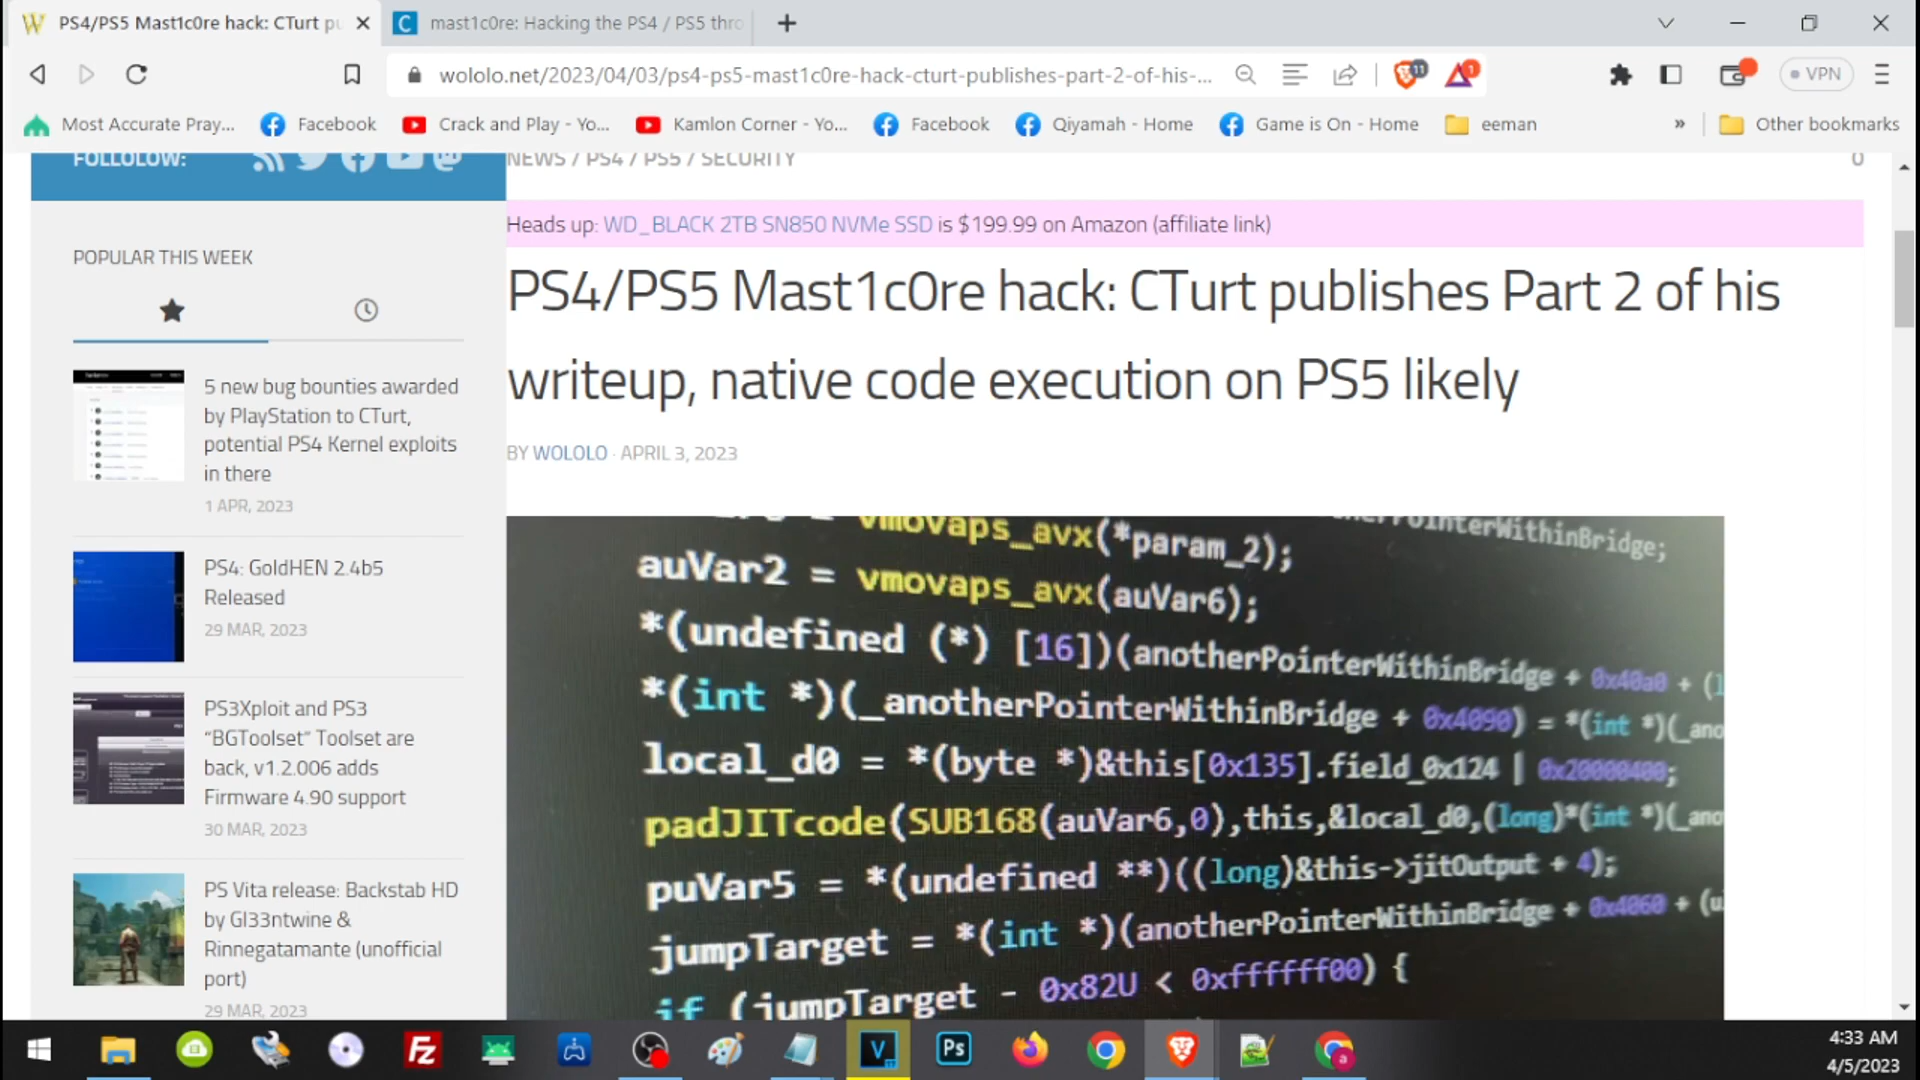 PS4/PS5 Mast1c0re hack: CTurt pu
mast1c0re: Hacking the PS4 / PS5 thro
wololo.net/2023/04/03/ps4-ps5-mast1c0re-hack-cturt-publishes-part-2-of-his-...
11
1
VPN
Most Accurate Pray...
Facebook
Crack and Play - Yo...
Kamlon Corner - Yo...
Facebook
Qiyamah - Home
Game is On - Home
eeman
»
Other bookmarks
FOLLOLOW:
NEWS / PS4 / PS5 / SECURITY
0
Heads up: WD_BLACK 2TB SN850 NVMe SSD is $199.99 on Amazon (affiliate link)
PS4/PS5 Mast1c0re hack: CTurt publishes Part 2 of his
writeup, native code execution on PS5 likely
BY WOLOLO · APRIL 3, 2023
POPULAR THIS WEEK
5 new bug bounties awarded
by PlayStation to CTurt,
potential PS4 Kernel exploits
in there
1 APR, 2023
PS4: GoldHEN 2.4b5
Released
29 MAR, 2023
PS3Xploit and PS3
“BGToolset” Toolset are
back, v1.2.006 adds
Firmware 4.90 support
30 MAR, 2023
PS Vita release: Backstab HD
by Gl33ntwine &
Rinnegatamante (unofficial
port)
29 MAR, 2023
= vmovaps_avx(*param_2);
PointerWithinBridge;
auVar2 = vmovaps_avx(auVar6);
*(undefined (*) [16])(anotherPointerWithinBridge + 0x40a0 + (
*(int *)(_anotherPointerWithinBridge + 0x4090) = *(int *)(_ano
local_d0 = *(byte *)&this[0x135].field_0x124 | 0x20000400;
padJITcode(SUB168(auVar6,0),this,&local_d0,(long)*(int *)(_ano
puVar5 = *(undefined **)((long)&this->jitOutput + 4);
jumpTarget = *(int *)(anotherPointerWithinBridge + 0x4060 + (u
if (jumpTarget - 0x82U < 0xffffff00) {
Fz
V
Ps
a
4:33 AM
4/5/2023